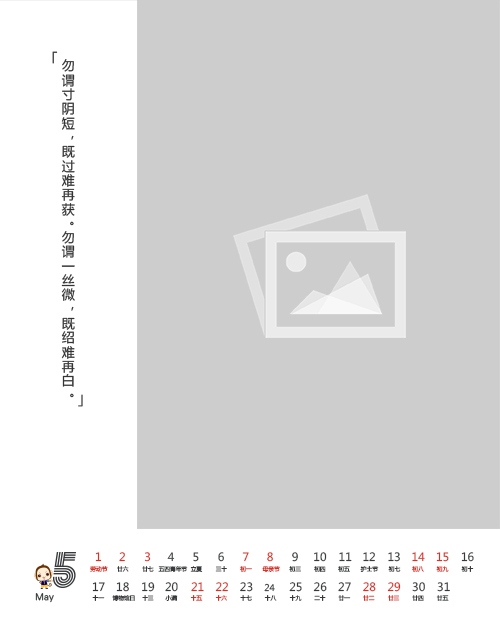 「勿谓寸阴短，既过难再获。勿谓一丝微，既绍难再白。」
5
May
1 2 3 4 5 6 7 8 9 10 11 12 13 14 15 16
劳动节 廿六 廿七 五四青年节 立夏 三十 初一 母亲节 初三 初四 初五 护士节 初七 初八 初九 初十
17 18 19 20 21 22 23 24 25 26 27 28 29 30 31
十一 博物馆日 十三 小满 十五 十六 十七 十八 十九 二十 廿一 廿二 廿三 廿四 廿五